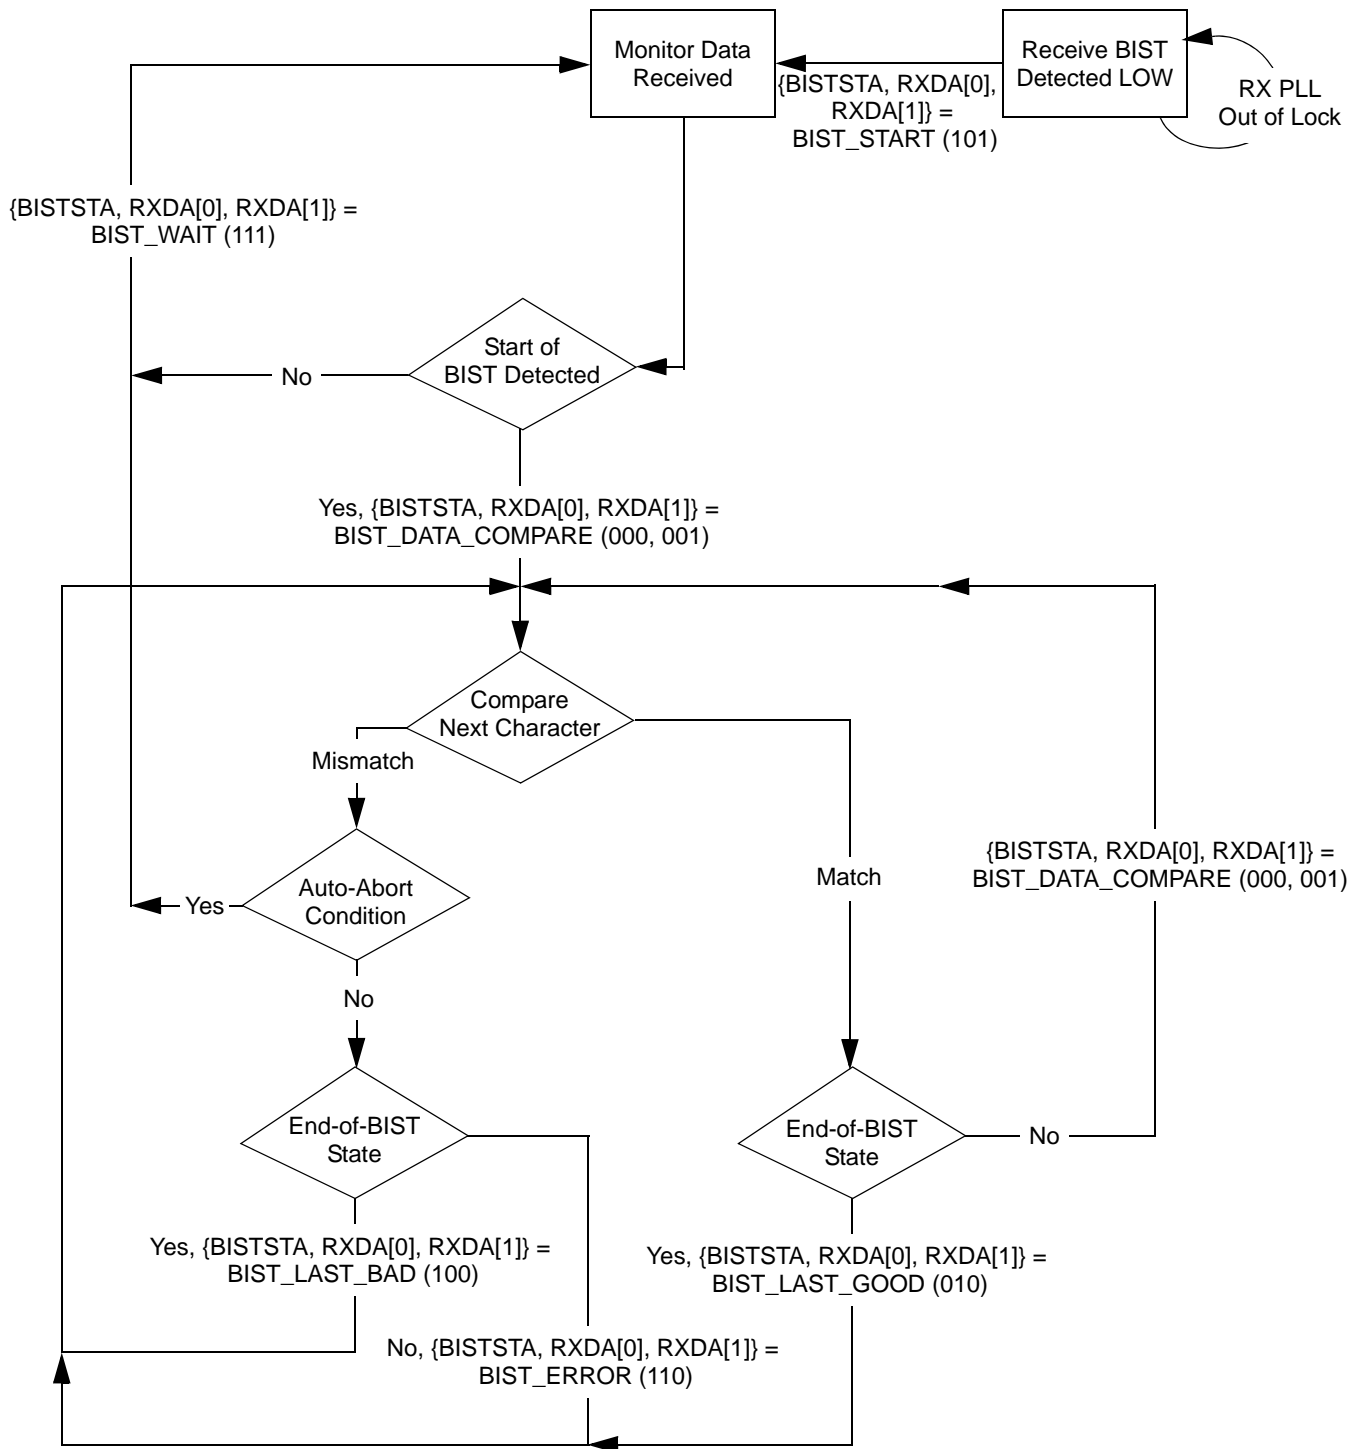 Monitor Data
Received
Receive BIST
Detected LOW
RX PLL
Out of Lock
{BISTSTA, RXDA[0],
RXDA[1]} =
BIST_START (101)
{BISTSTA, RXDA[0], RXDA[1]} =
BIST_WAIT (111)
Start of
BIST Detected
No
Yes, {BISTSTA, RXDA[0], RXDA[1]} =
BIST_DATA_COMPARE (000, 001)
Compare
Next Character
Mismatch
Match
{BISTSTA, RXDA[0], RXDA[1]} =
BIST_DATA_COMPARE (000, 001)
Auto-Abort
Condition
Yes
No
End-of-BIST
State
End-of-BIST
State
No
Yes, {BISTSTA, RXDA[0], RXDA[1]} =
BIST_LAST_BAD (100)
Yes, {BISTSTA, RXDA[0], RXDA[1]} =
BIST_LAST_GOOD (010)
No, {BISTSTA, RXDA[0], RXDA[1]} =
BIST_ERROR (110)